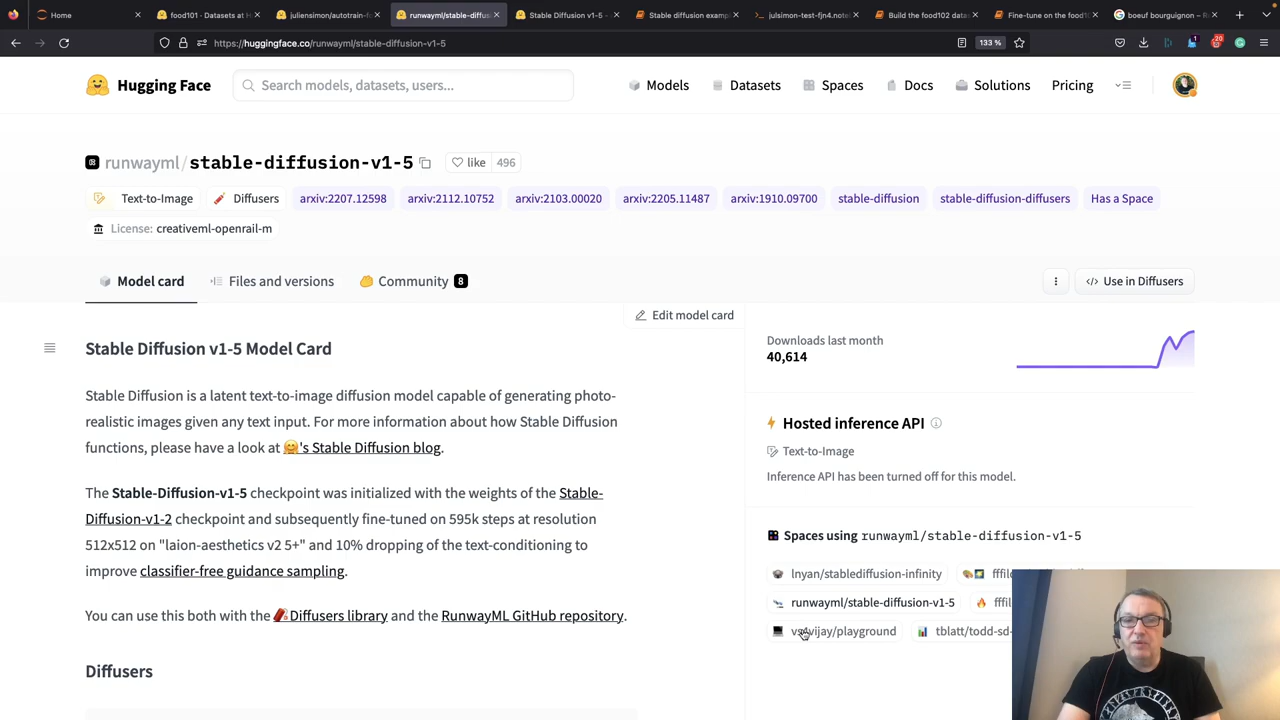 Home
food101 · Datasets at H
juliensimon/autotrain-fo
runwayml/stable-diffus
Stable Diffusion v1-5 -
Stable diffusion examp
julsimon-test-fjn4.note
Build the food102 data
Fine-tune on the food10
boeuf bourguignon – R
https://huggingface.co/runwayml/stable-diffusion-v1-5
133 %
20
Hugging Face
Search models, datasets, users...
Models
Datasets
Spaces
Docs
Solutions
Pricing
runwayml/stable-diffusion-v1-5
like 496
Text-to-Image
Diffusers
arxiv:2207.12598
arxiv:2112.10752
arxiv:2103.00020
arxiv:2205.11487
arxiv:1910.09700
stable-diffusion
stable-diffusion-diffusers
Has a Space
License: creativeml-openrail-m
Model card
Files and versions
Community 8
Use in Diffusers
Edit model card
Stable Diffusion v1-5 Model Card
Stable Diffusion is a latent text-to-image diffusion model capable of generating photo-
realistic images given any text input. For more information about how Stable Diffusion
functions, please have a look at 🤗's Stable Diffusion blog.
The Stable-Diffusion-v1-5 checkpoint was initialized with the weights of the Stable-
Diffusion-v1-2 checkpoint and subsequently fine-tuned on 595k steps at resolution
512x512 on "laion-aesthetics v2 5+" and 10% dropping of the text-conditioning to
improve classifier-free guidance sampling.
You can use this both with the 🧨Diffusers library and the RunwayML GitHub repository.
Diffusers
Downloads last month
40,614
Hosted inference API
Text-to-Image
Inference API has been turned off for this model.
Spaces using runwayml/stable-diffusion-v1-5
lnyan/stablediffusion-infinity
runwayml/stable-diffusion-v1-5
fffil
tblatt/todd-sd-